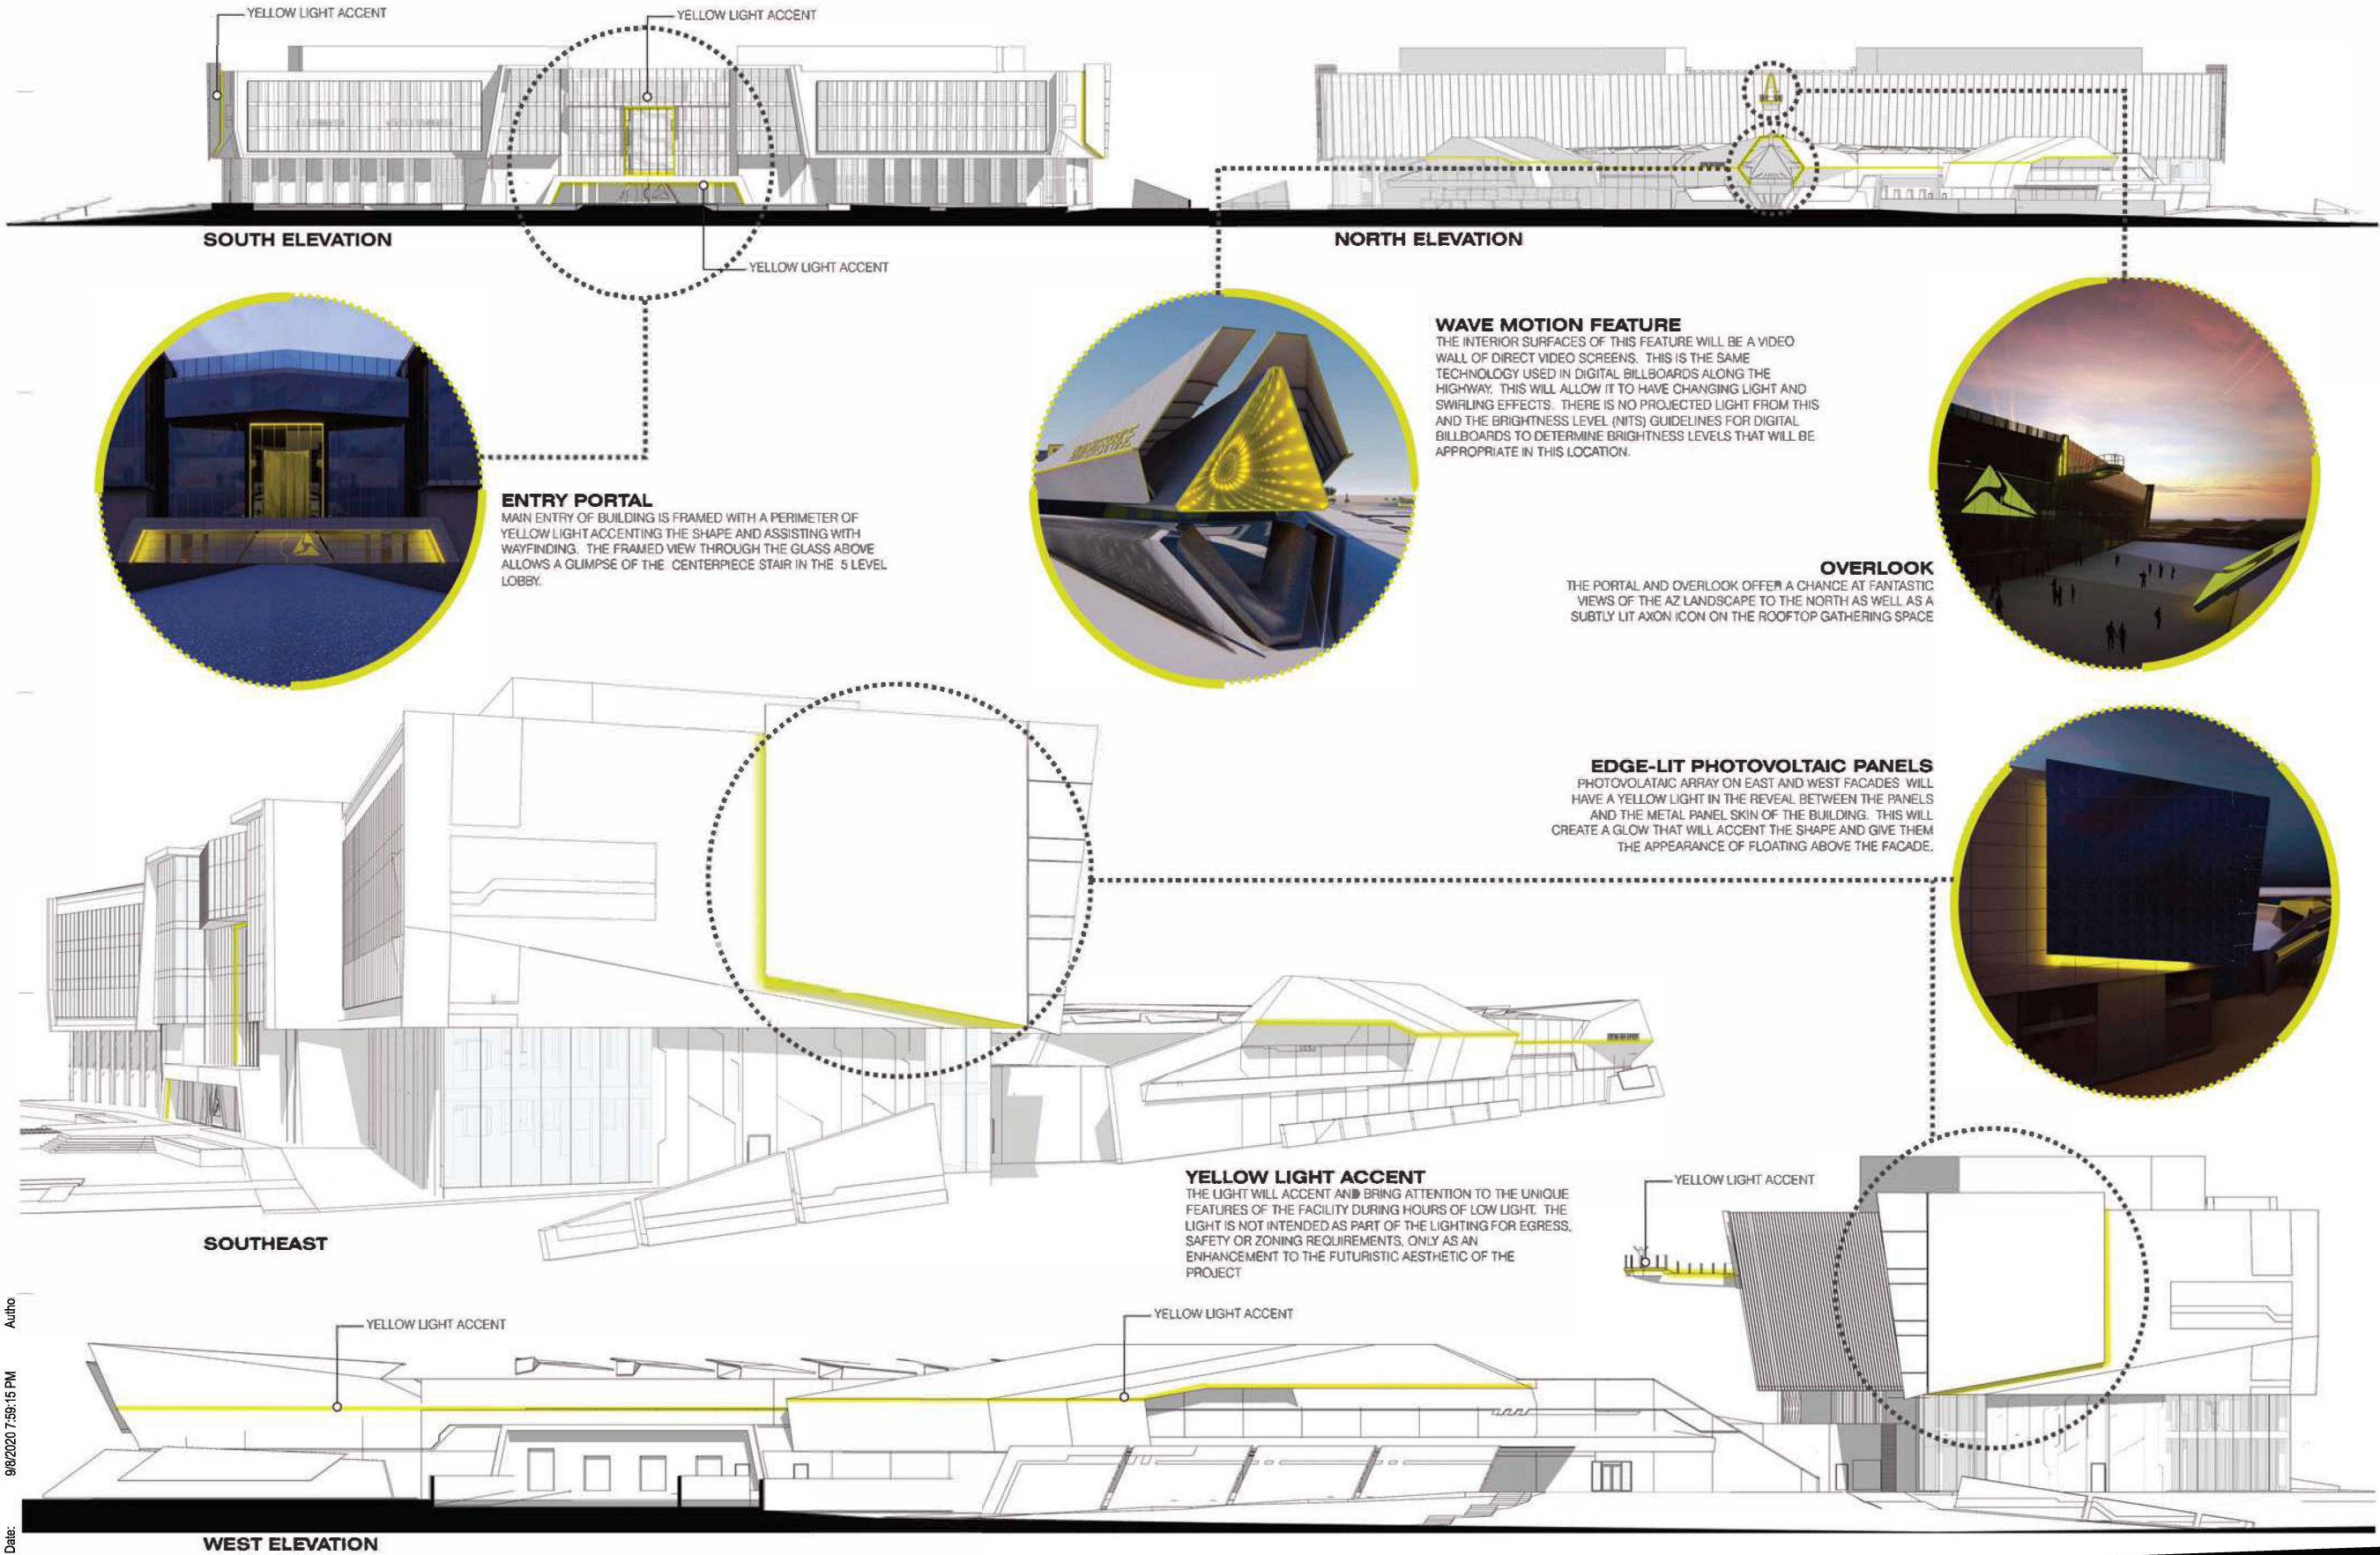 YELLOW LIGHT ACCENT
YELLOW LIGHT ACCENT
SOUTH ELEVATION
YELLOW LIGHT ACCENT
NORTH ELEVATION
ENTRY PORTAL
MAIN ENTRY OF BUILDING IS FRAMED WITH A PERIMETER OF
YELLOW LIGHT ACCENTING THE SHAPE AND ASSISTING WITH
WAYFINDING. THE FRAMED VIEW THROUGH THE GLASS ABOVE
ALLOWS A GLIMPSE OF THE CENTERPIECE STAIR IN THE 5 LEVEL
LOBBY.
WAVE MOTION FEATURE
THE INTERIOR SURFACES OF THIS FEATURE WILL BE A VIDEO
WALL OF DIRECT VIDEO SCREENS. THIS IS THE SAME
TECHNOLOGY USED IN DIGITAL BILLBOARDS ALONG THE
HIGHWAY. THIS WILL ALLOW IT TO HAVE CHANGING LIGHT AND
SWIRLING EFFECTS. THERE IS NO PROJECTED LIGHT FROM THIS
AND THE BRIGHTNESS LEVEL (NITS) GUIDELINES FOR DIGITAL
BILLBOARDS TO DETERMINE BRIGHTNESS LEVELS THAT WILL BE
APPROPRIATE IN THIS LOCATION.
OVERLOOK
THE PORTAL AND OVERLOOK OFFER A CHANCE AT FANTASTIC
VIEWS OF THE AZ LANDSCAPE TO THE NORTH AS WELL AS A
SUBTLY LIT AXON ICON ON THE ROOFTOP GATHERING SPACE
EDGE-LIT PHOTOVOLTAIC PANELS
PHOTOVOLATAIC ARRAY ON EAST AND WEST FACADES WILL
HAVE A YELLOW LIGHT IN THE REVEAL BETWEEN THE PANELS
AND THE METAL PANEL SKIN OF THE BUILDING. THIS WILL
CREATE A GLOW THAT WILL ACCENT THE SHAPE AND GIVE THEM
THE APPEARANCE OF FLOATING ABOVE THE FACADE.
SOUTHEAST
YELLOW LIGHT ACCENT
THE LIGHT WILL ACCENT AND BRING ATTENTION TO THE UNIQUE
FEATURES OF THE FACILITY DURING HOURS OF LOW LIGHT. THE
LIGHT IS NOT INTENDED AS PART OF THE LIGHTING FOR EGRESS,
SAFETY OR ZONING REQUIREMENTS, ONLY AS AN
ENHANCEMENT TO THE FUTURISTIC AESTHETIC OF THE
PROJECT
YELLOW LIGHT ACCENT
YELLOW LIGHT ACCENT
YELLOW LIGHT ACCENT
WEST ELEVATION
Date: 9/8/2020 7:59:15 PM Autho